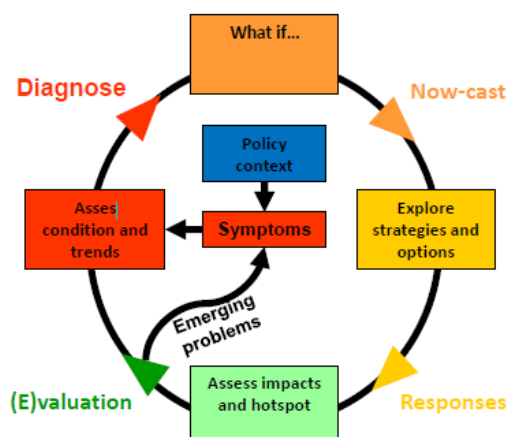 What if...
Diagnose
Now-cast
Policy
context
Asses
condition and
trends
Symptoms
Explore
strategies and
options
Emerging
problems
(E)valuation
Assess impacts
and hotspot
Responses